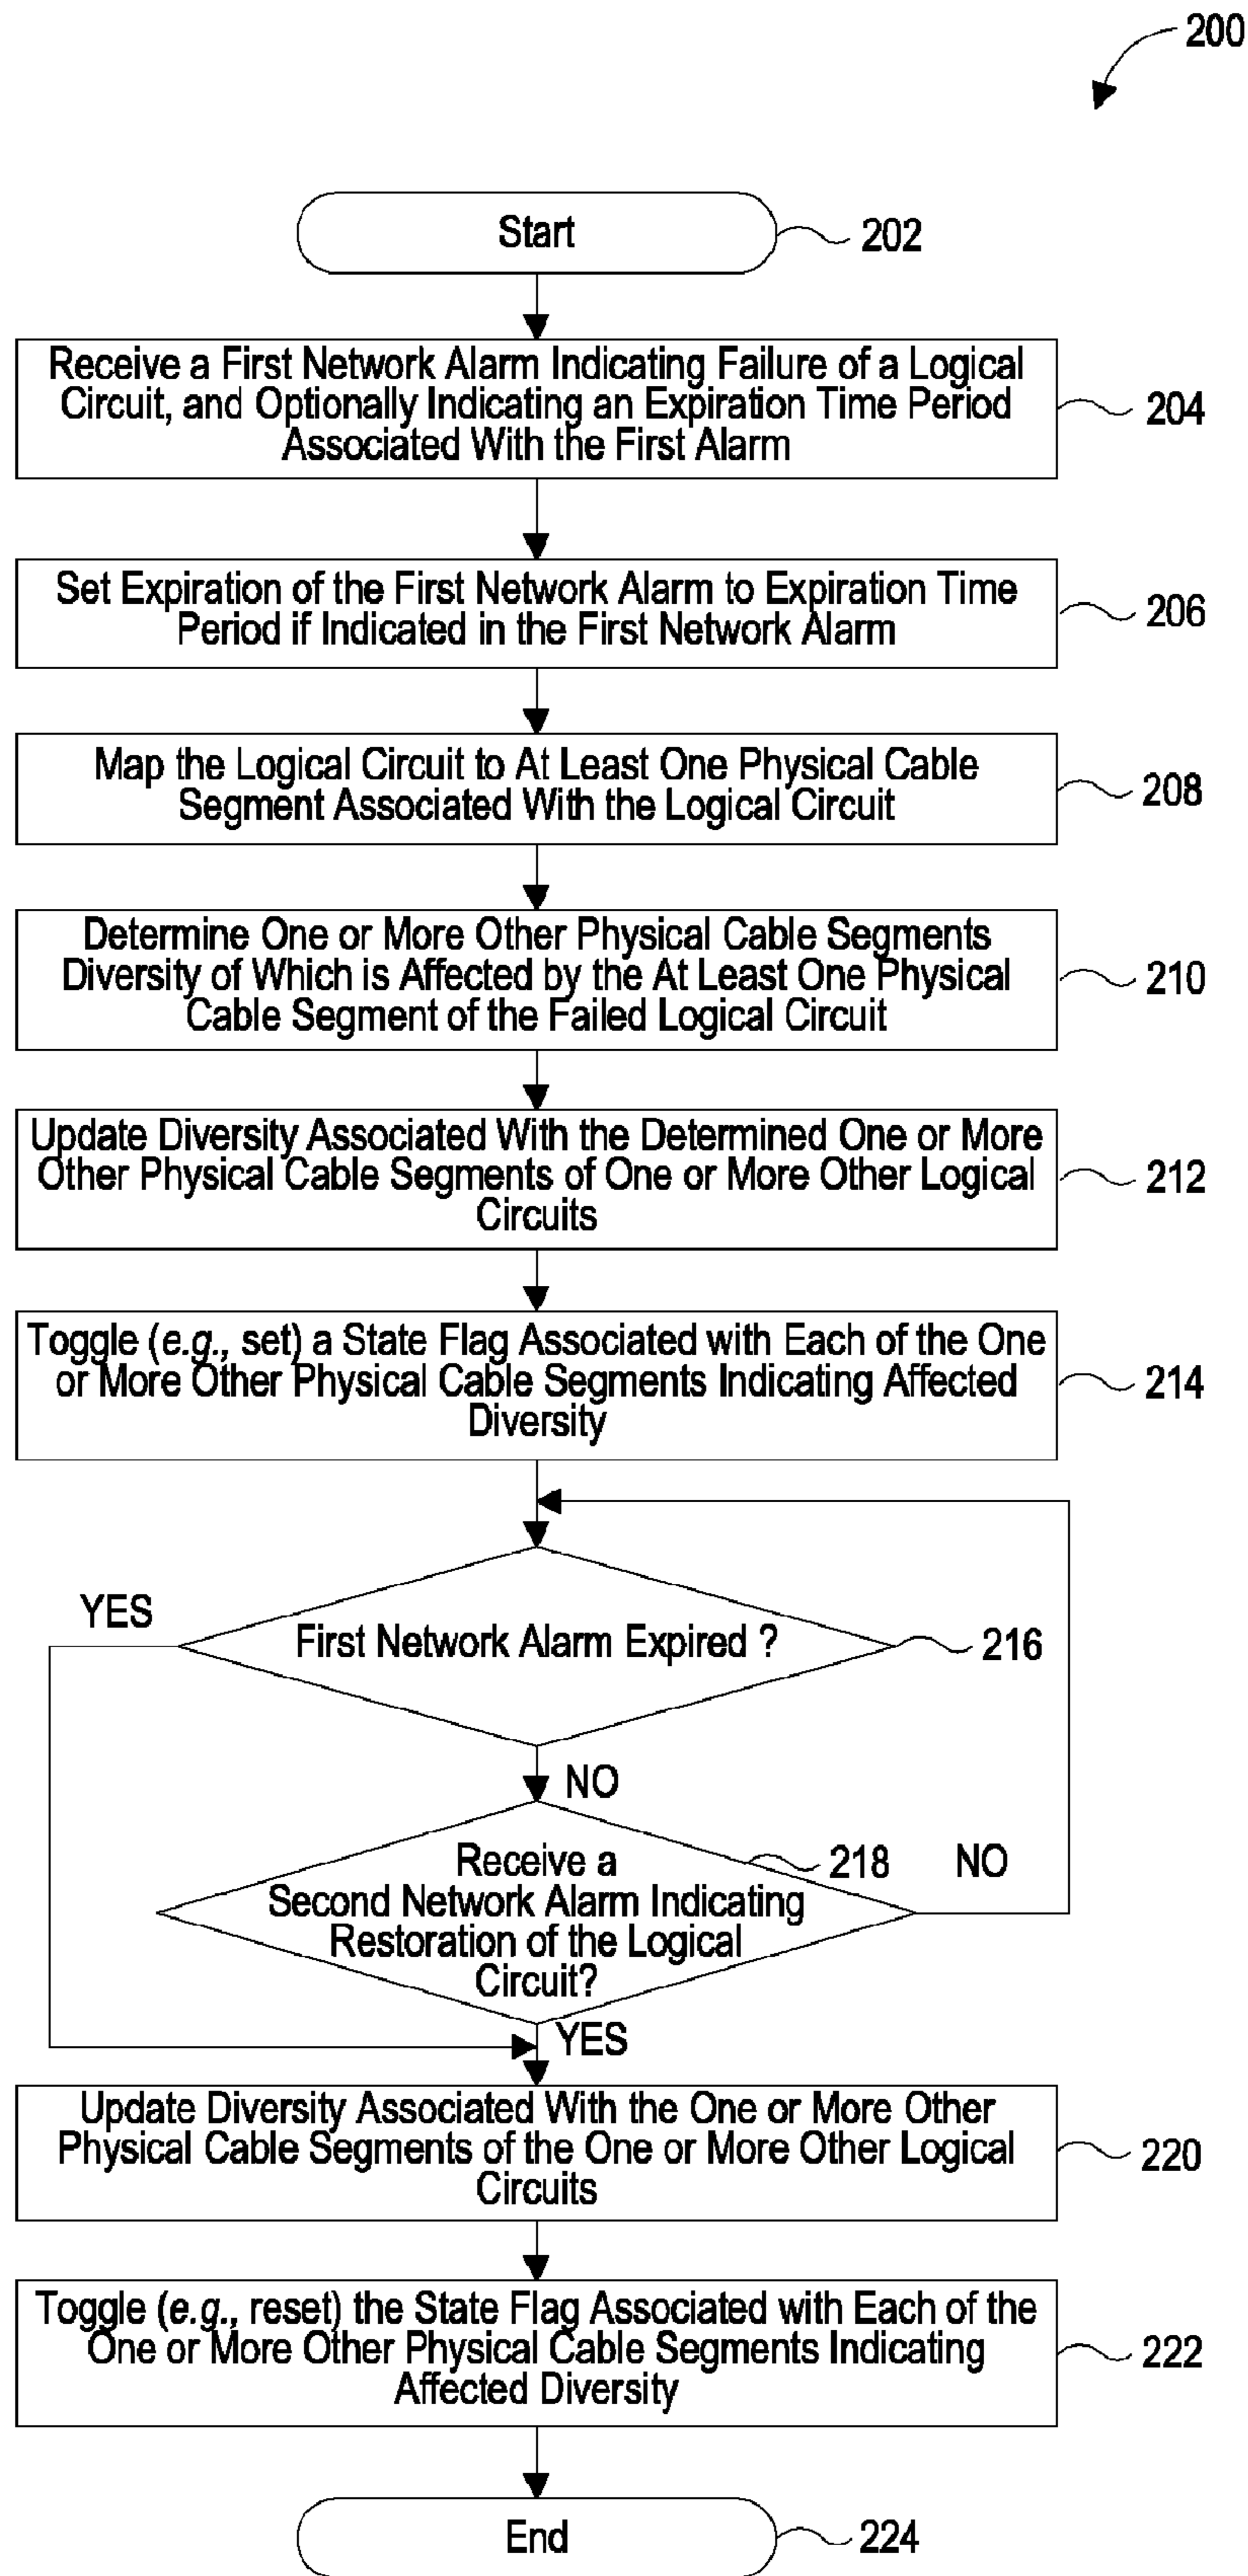 200
Start
202
Receive a First Network Alarm Indicating Failure of a Logical
Circuit, and Optionally Indicating an Expiration Time Period
Associated With the First Alarm
204
Set Expiration of the First Network Alarm to Expiration Time
Period if Indicated in the First Network Alarm
206
Map the Logical Circuit to At Least One Physical Cable
Segment Associated With the Logical Circuit
208
Determine One or More Other Physical Cable Segments
Diversity of Which is Affected by the At Least One Physical
Cable Segment of the Failed Logical Circuit
210
Update Diversity Associated With the Determined One or More
Other Physical Cable Segments of One or More Other Logical
Circuits
212
Toggle (e.g., set) a State Flag Associated with Each of the One
or More Other Physical Cable Segments Indicating Affected
Diversity
214
YES
First Network Alarm Expired ?
216
NO
Receive a
Second Network Alarm Indicating
Restoration of the Logical
Circuit?
218
NO
YES
Update Diversity Associated With the One or More Other
Physical Cable Segments of the One or More Other Logical
Circuits
220
Toggle (e.g., reset) the State Flag Associated with Each of the
One or More Other Physical Cable Segments Indicating
Affected Diversity
222
End
224